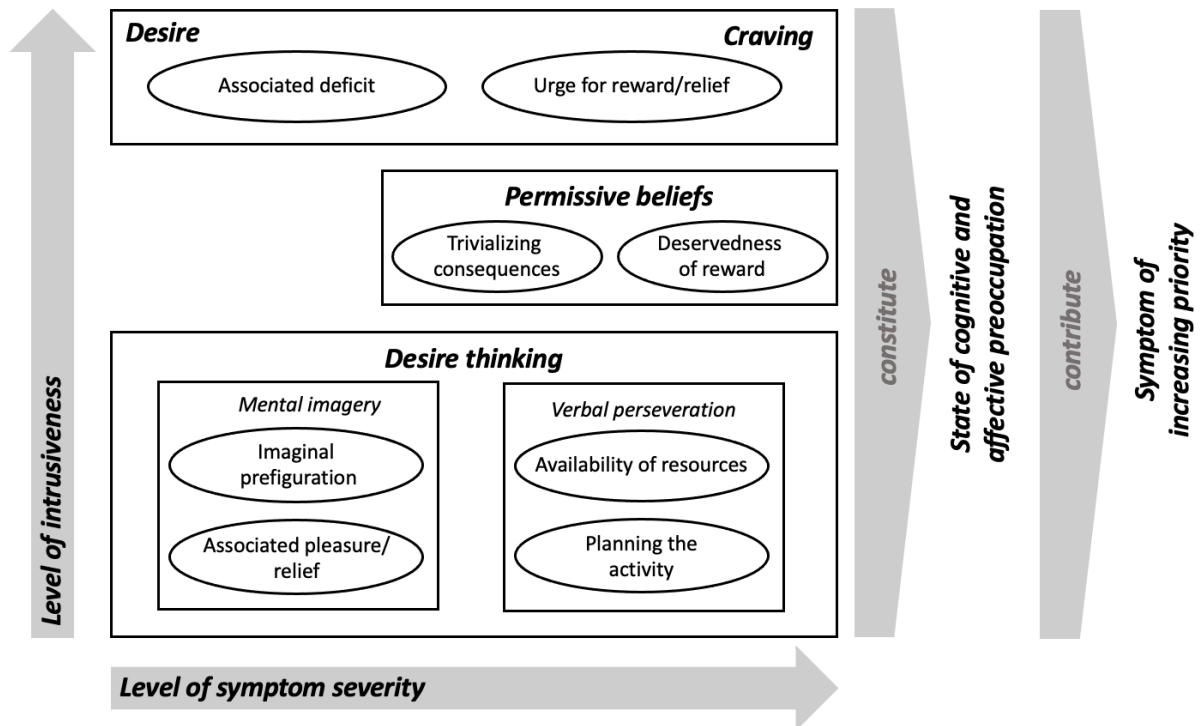 Desire
Craving
Associated deficit
Urge for reward/relief
Permissive beliefs
Trivializing
consequences
Deservedness
of reward
Desire thinking
Mental imagery
Imaginal
prefiguration
Associated pleasure/
relief
Verbal perseveration
Availability of resources
Planning the
activity
Level of intrusiveness
Level of symptom severity
constitute
State of cognitive and
affective preoccupation
contribute
Symptom of
increasing priority